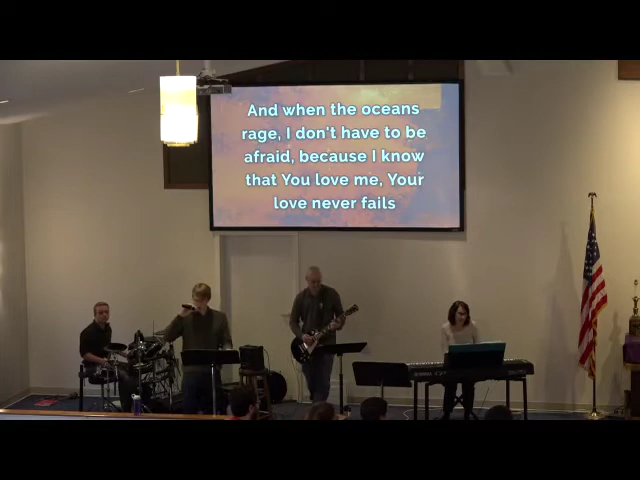 And when the oceans
rage, I don't have to be
afraid, because I know
that You love me, Your
love never fails